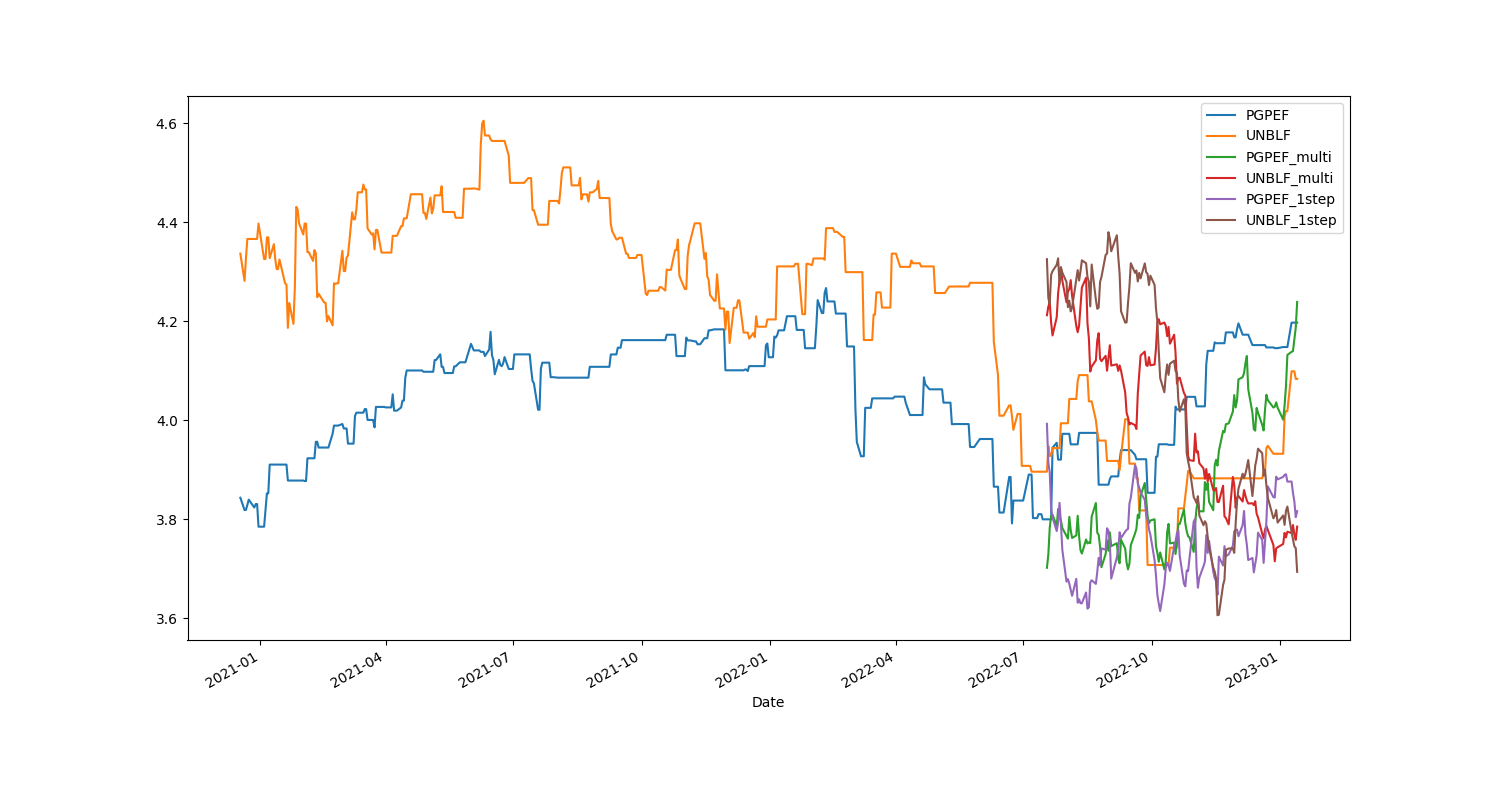 4.6
4.4
4.2
4.0
3.8
3.6
PGPEF
UNBLF
PGPEF_multi
UNBLF_multi
PGPEF_1step
UNBLF_1step
2021-01
2021-04
2021-07
2021-10
2022-01
2022-04
2022-07
2022-10
2023-01
Date